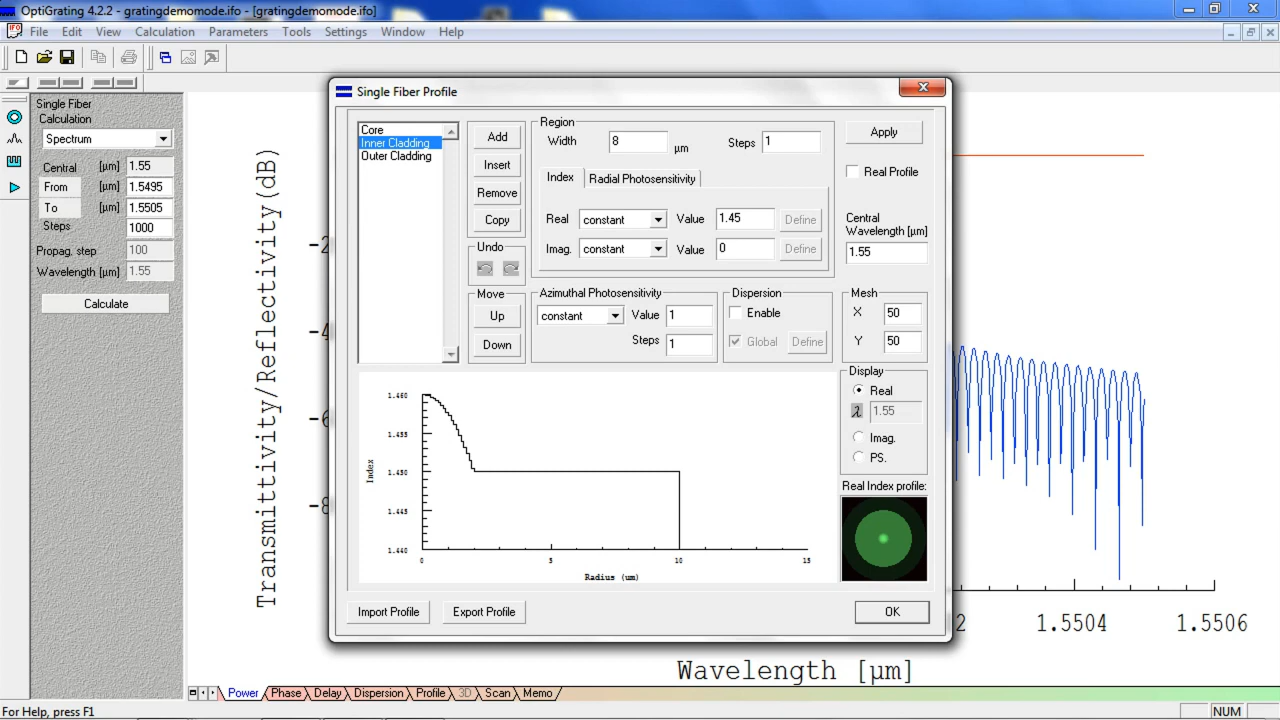 OptiGrating 4.2.2 - gratingdemomode.ifo - [gratingdemomode.ifo]
File Edit View Calculation Parameters Tools Settings Window Help
Single Fiber
Calculation
Spectrum
Central [µm] 1.55
From [µm] 1.5495
To [µm] 1.5505
Steps 1000
Propag. step 100
Wavelength [µm] 1.55
Calculate
Transmittivity/Reflectivity(dB)
-2
-4
-6
-8
2 1.5504 1.5506
Wavelength [µm]
Single Fiber Profile
Core
Inner Cladding
Outer Cladding
Add
Insert
Remove
Copy
Undo
Move
Up
Down
Region
Width 8 µm Steps 1
Index Radial Photosensitivity
Real constant Value 1.45 Define
Imag. constant Value 0 Define
Azimuthal Photosensitivity
constant Value 1
Steps 1
Dispersion
Enable
Global Define
Apply
Real Profile
Central
Wavelength [µm]
1.55
Mesh
X 50
Y 50
Display
Real
λ 1.55
Imag.
PS.
Real Index profile:
1.460
1.455
1.450
1.445
1.440
Index
0 5 10 15
Radius (um)
Import Profile Export Profile OK
Power Phase Delay Dispersion Profile 3D Scan Memo
For Help, press F1 NUM